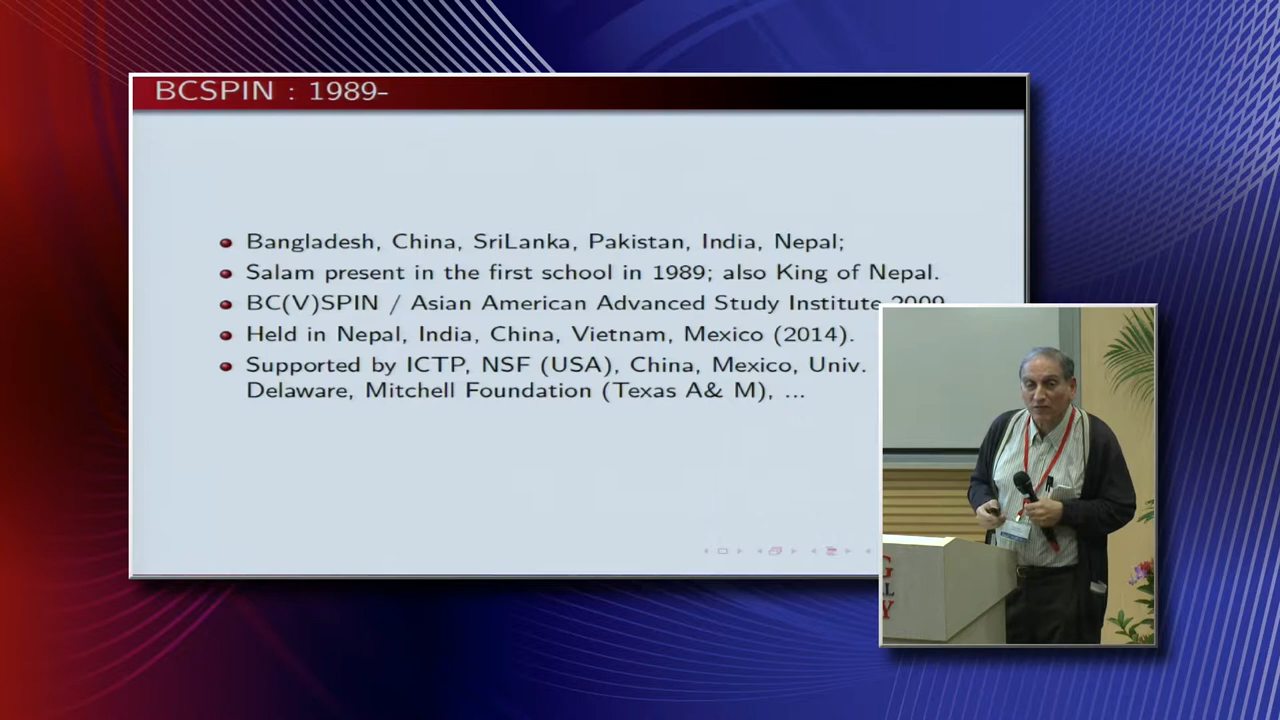 BCSPIN : 1989-
Bangladesh, China, SriLanka, Pakistan, India, Nepal;
Salam present in the first school in 1989; also King of Nepal.
BC(V)SPIN / Asian American Advanced Study Institute 2009
Held in Nepal, India, China, Vietnam, Mexico (2014).
Supported by ICTP, NSF (USA), China, Mexico, Univ.
Delaware, Mitchell Foundation (Texas A& M), ...
G
L
Y